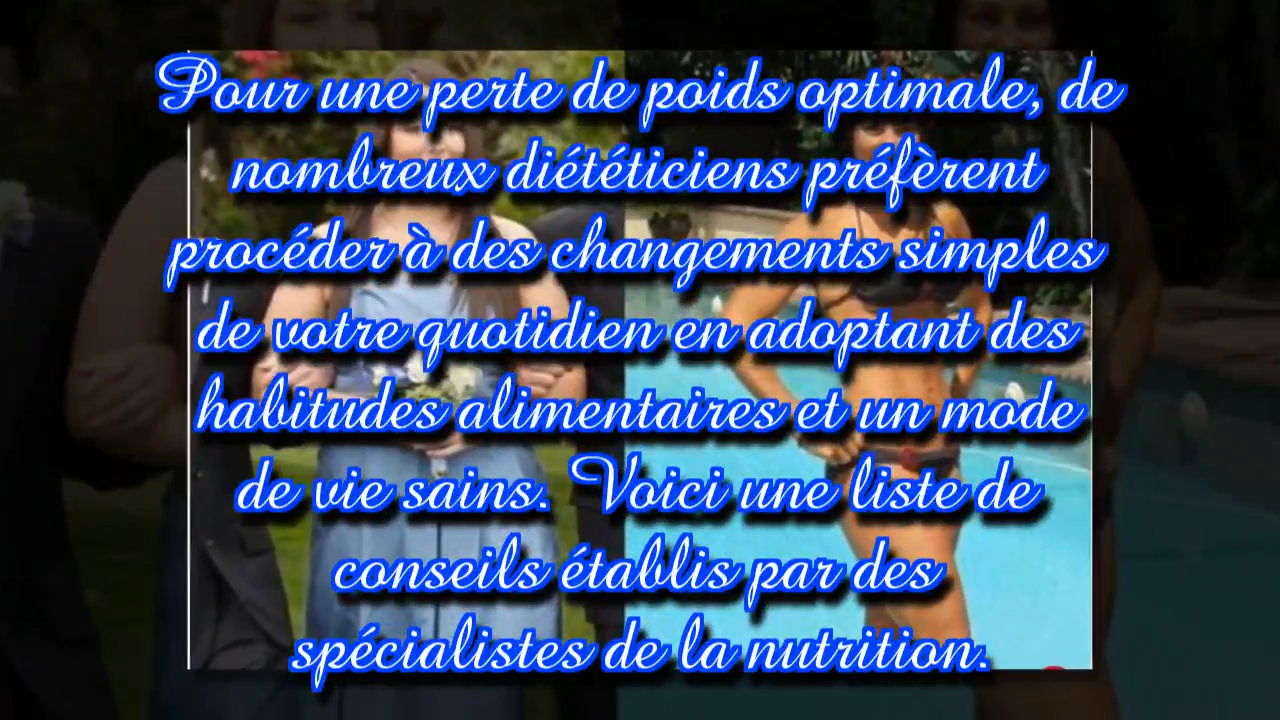 Pour une perte de poids optimale, de
nombreux diététiciens préfèrent
procéder à des changements simples
de votre quotidien en adoptant des
habitudes alimentaires et un mode
de vie sains. Voici une liste de
conseils établis par des
spécialistes de la nutrition.